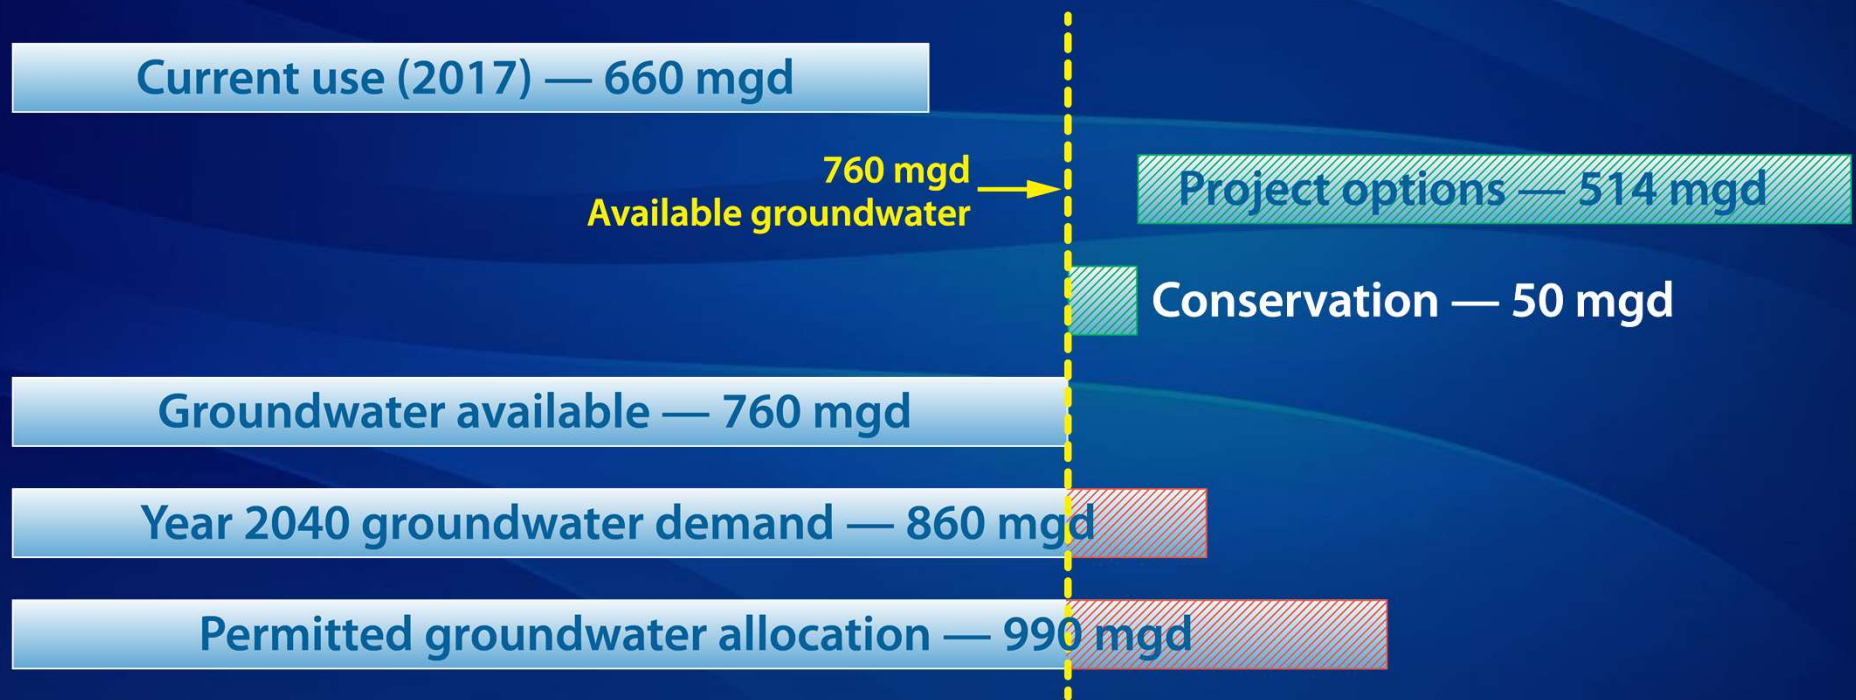 Current use (2017) — 660 mgd
760 mgd
Available groundwater
Project options — 514 mgd
Conservation — 50 mgd
Groundwater available — 760 mgd
Year 2040 groundwater demand — 860 mgd
Permitted groundwater allocation — 990 mgd